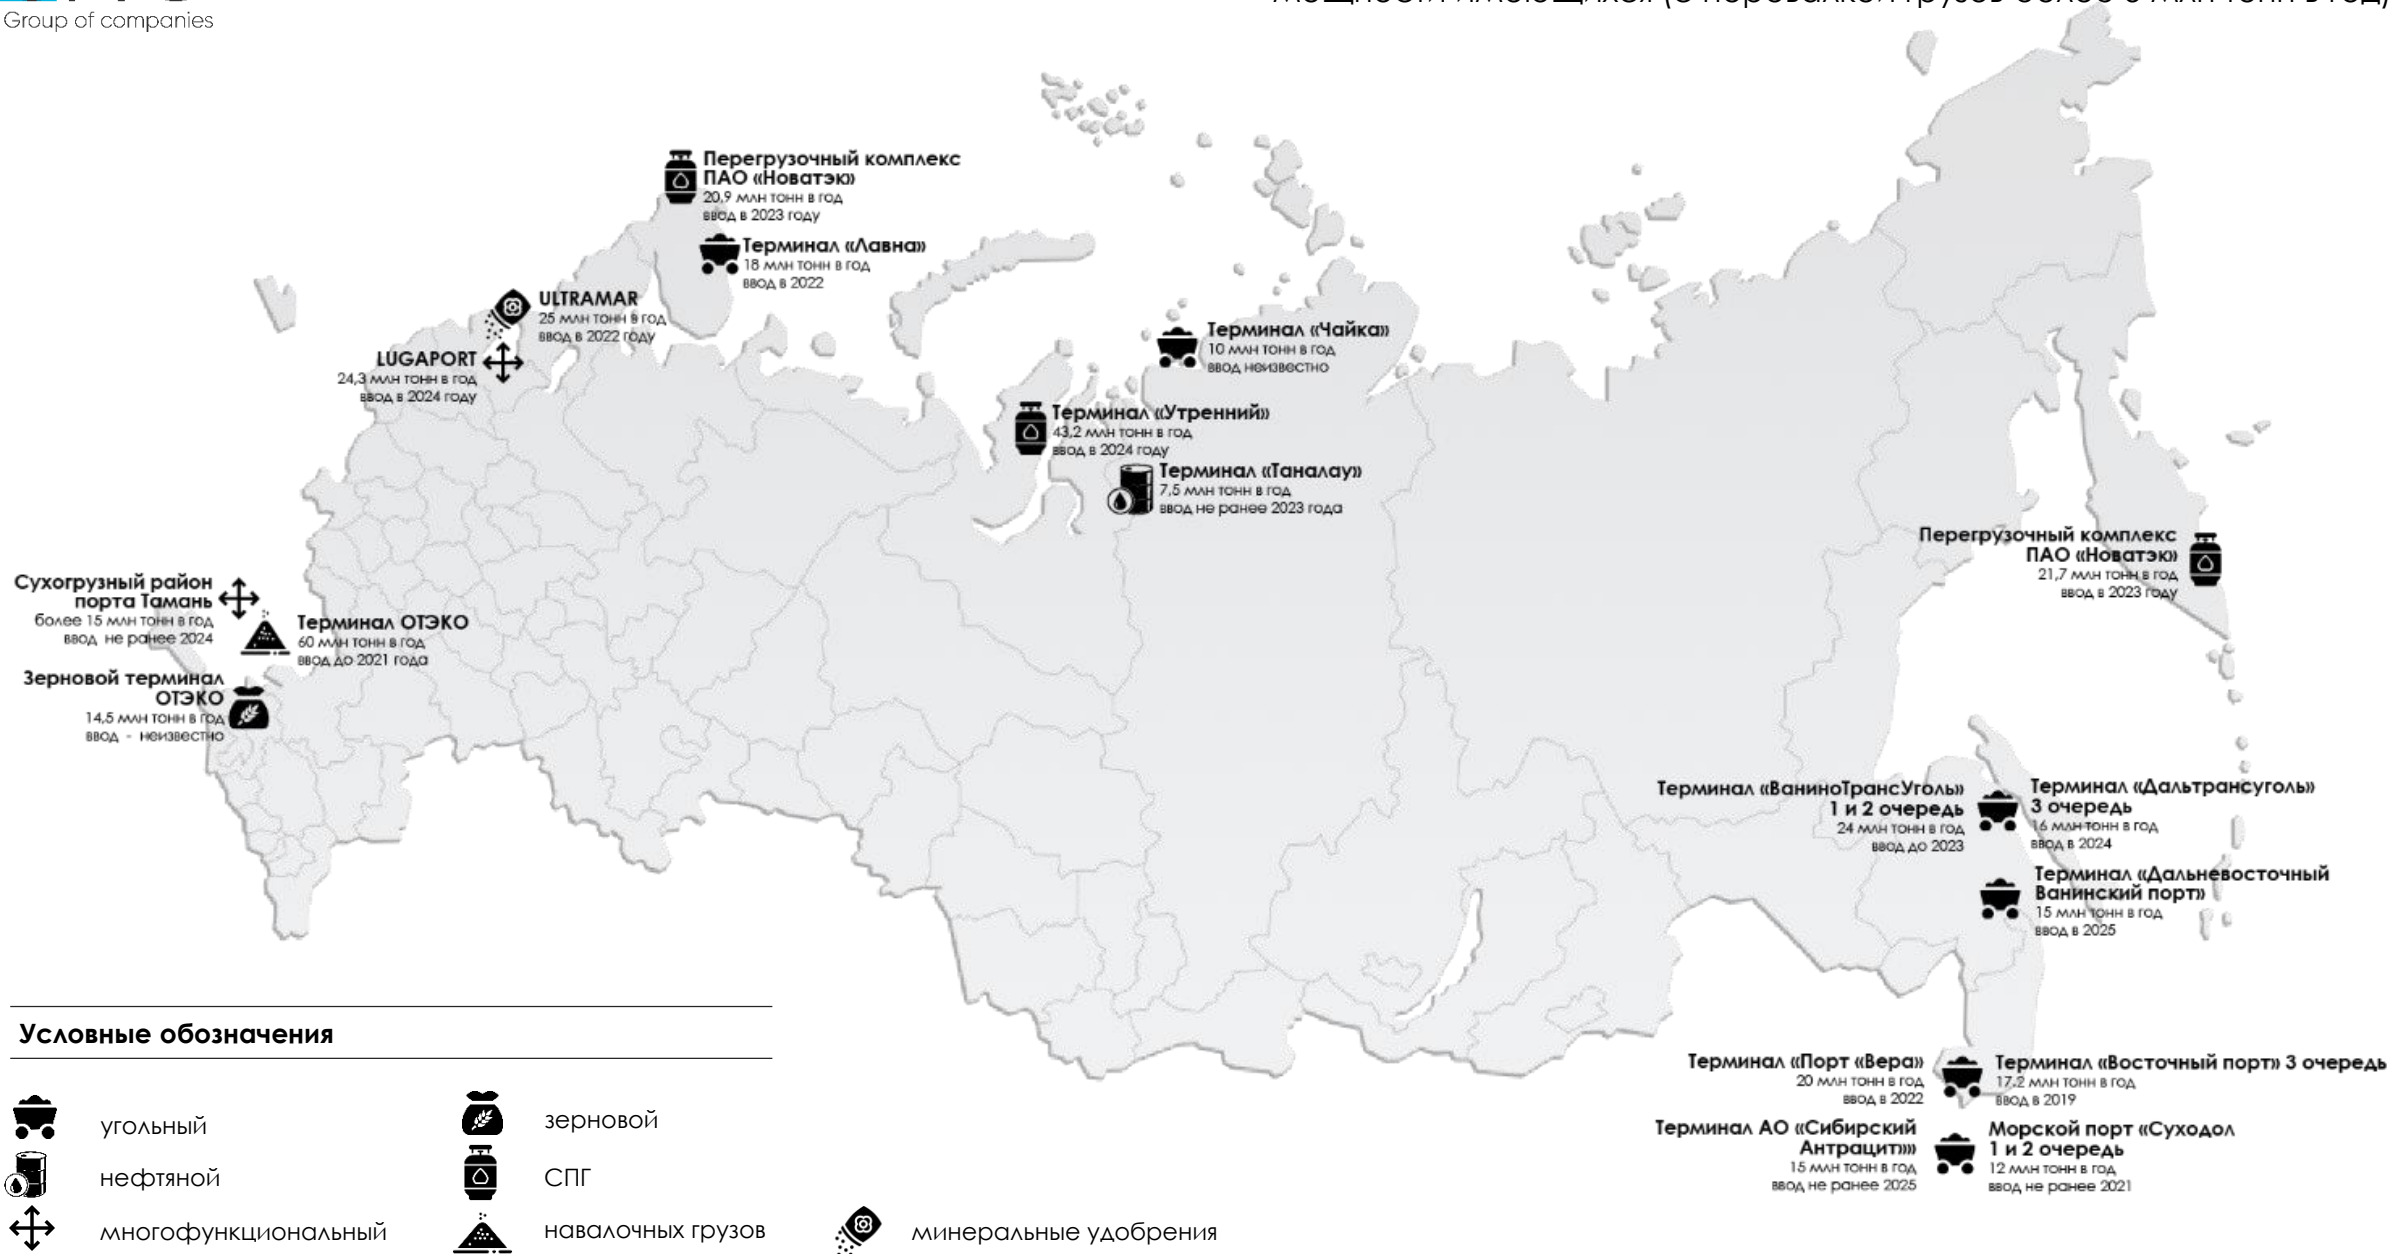 Group of companies
Перегрузочный комплекс
ПАО «Новатэк»
20,9 млн тонн в год
ввод в 2023 году
Терминал «Лавна»
18 млн тонн в год
ввод в 2022
ULTRAMAR
25 млн тонн в год
ввод в 2022 году
LUGAPORT
24,3 млн тонн в год
ввод в 2024 году
Терминал «Чайка»
10 млн тонн в год
ввод неизвестно
Терминал «Утренний»
43,2 млн тонн в год
ввод в 2024 году
Терминал «Таналау»
7,5 млн тонн в год
ввод не ранее 2023 года
Перегрузочный комплекс
ПАО «Новатэк»
21,7 млн тонн в год
ввод в 2023 году
Сухогрузный район
порта Тамань
более 15 млн тонн в год
ввод не ранее 2024
Терминал ОТЭКО
60 млн тонн в год
ввод до 2021 года
Зерновой терминал
ОТЭКО
14,5 млн тонн в год
ввод - неизвестно
Терминал «ВаниноТрансУголь»
1 и 2 очередь
24 млн тонн в год
ввод до 2023
Терминал «Дальтрансуголь»
3 очередь
16 млн тонн в год
ввод в 2024
Терминал «Дальневосточный
Ванинский порт»
15 млн тонн в год
ввод в 2025
Терминал «Порт «Вера»
20 млн тонн в год
ввод в 2022
Терминал «Восточный порт» 3 очередь
17,2 млн тонн в год
ввод в 2019
Терминал АО «Сибирский
Антрацит»»
15 млн тонн в год
ввод не ранее 2025
Морской порт «Суходол
1 и 2 очередь
12 млн тонн в год
ввод не ранее 2021
Условные обозначения
угольный
зерновой
нефтяной
СПГ
многофункциональный
навалочных грузов
минеральные удобрения